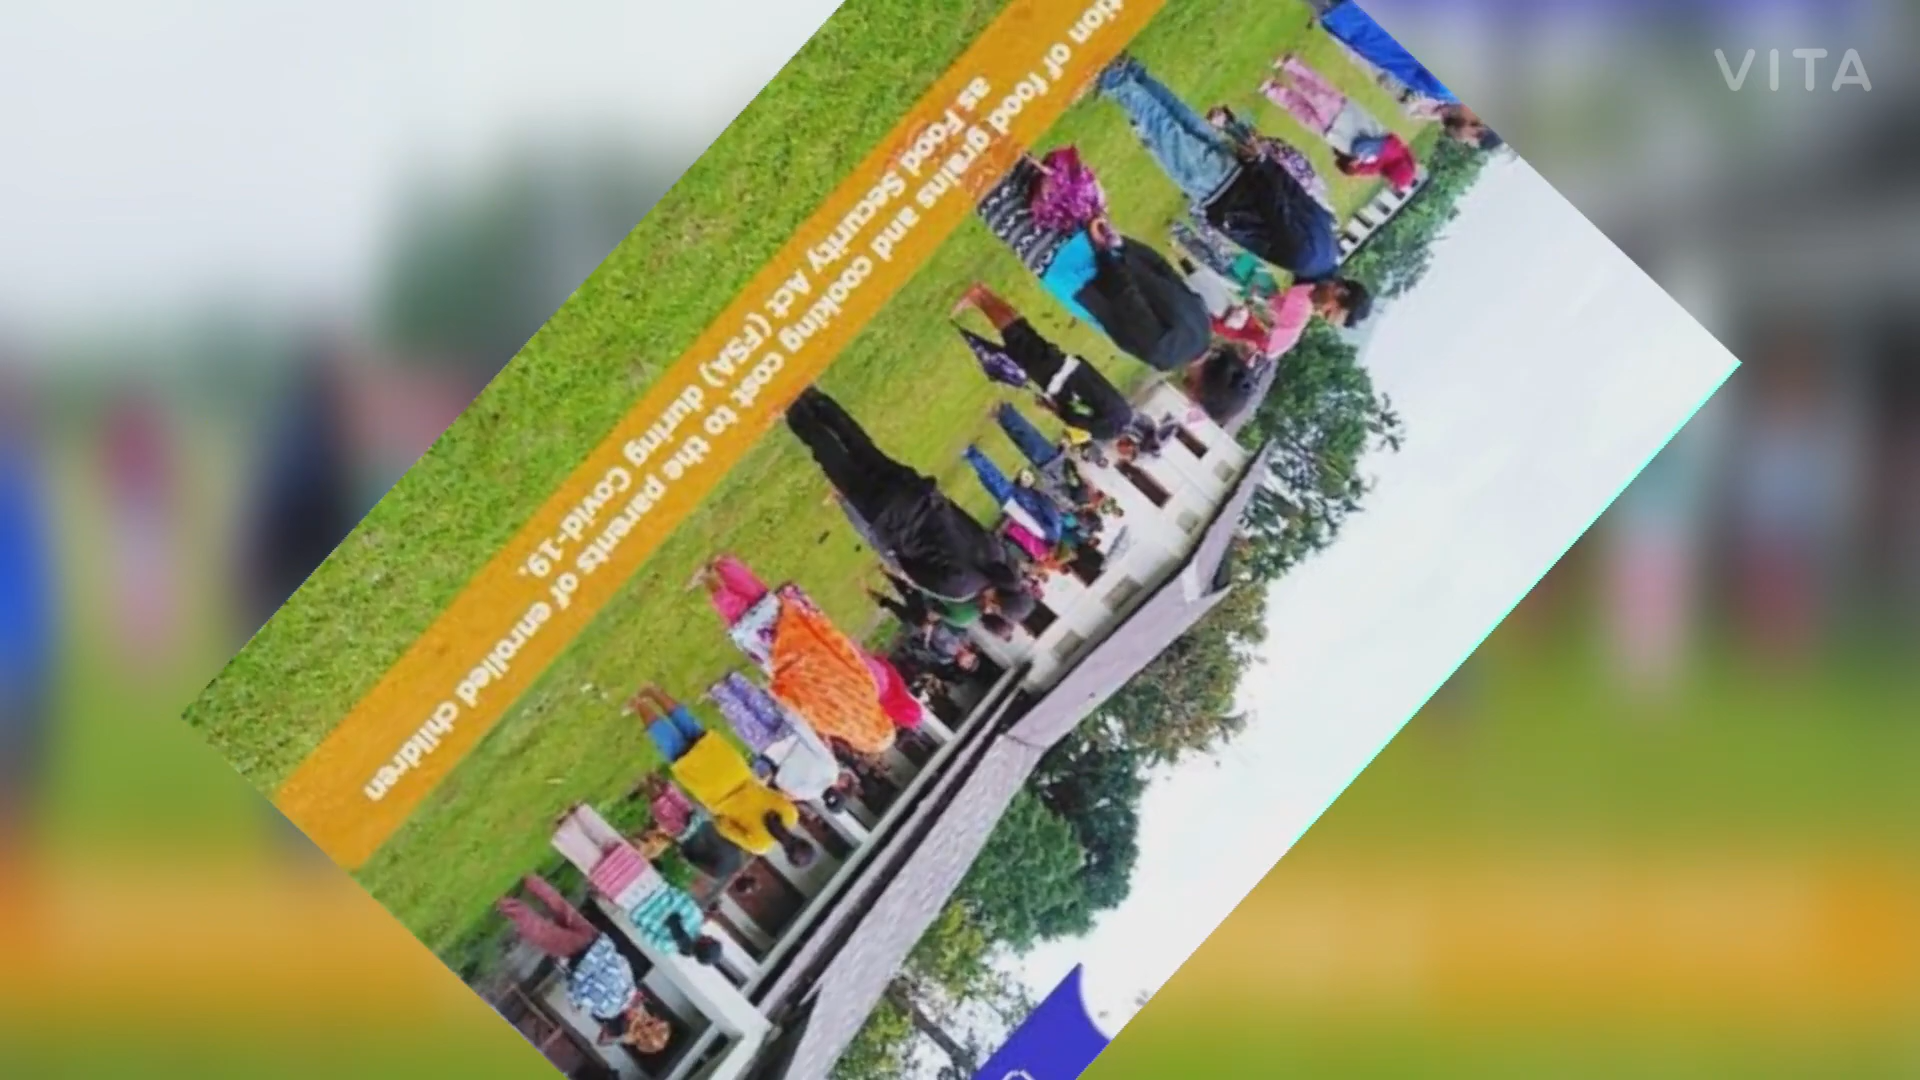 VITA
tion of food grains and cooking cost to the parents of enrolled children
as Food Security Act (FSA) during Covid-19.